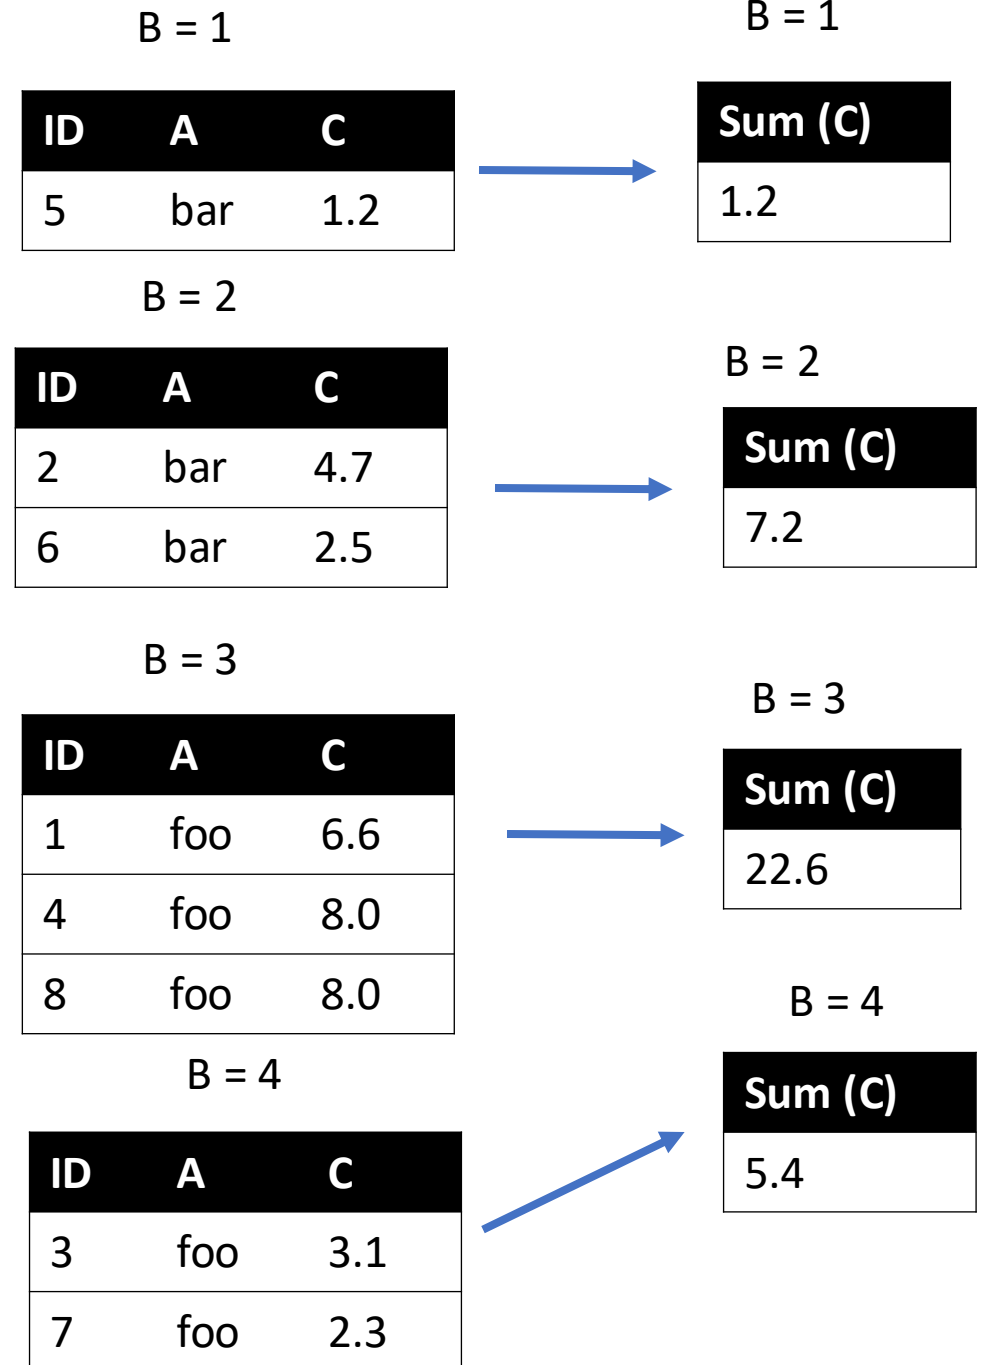 B = 1
ID A C
5 bar 1.2
B = 1
Sum (C)
1.2
B = 2
ID A C
2 bar 4.7
6 bar 2.5
B = 2
Sum (C)
7.2
B = 3
ID A C
1 foo 6.6
4 foo 8.0
8 foo 8.0
B = 3
Sum (C)
22.6
B = 4
ID A C
3 foo 3.1
7 foo 2.3
B = 4
Sum (C)
5.4